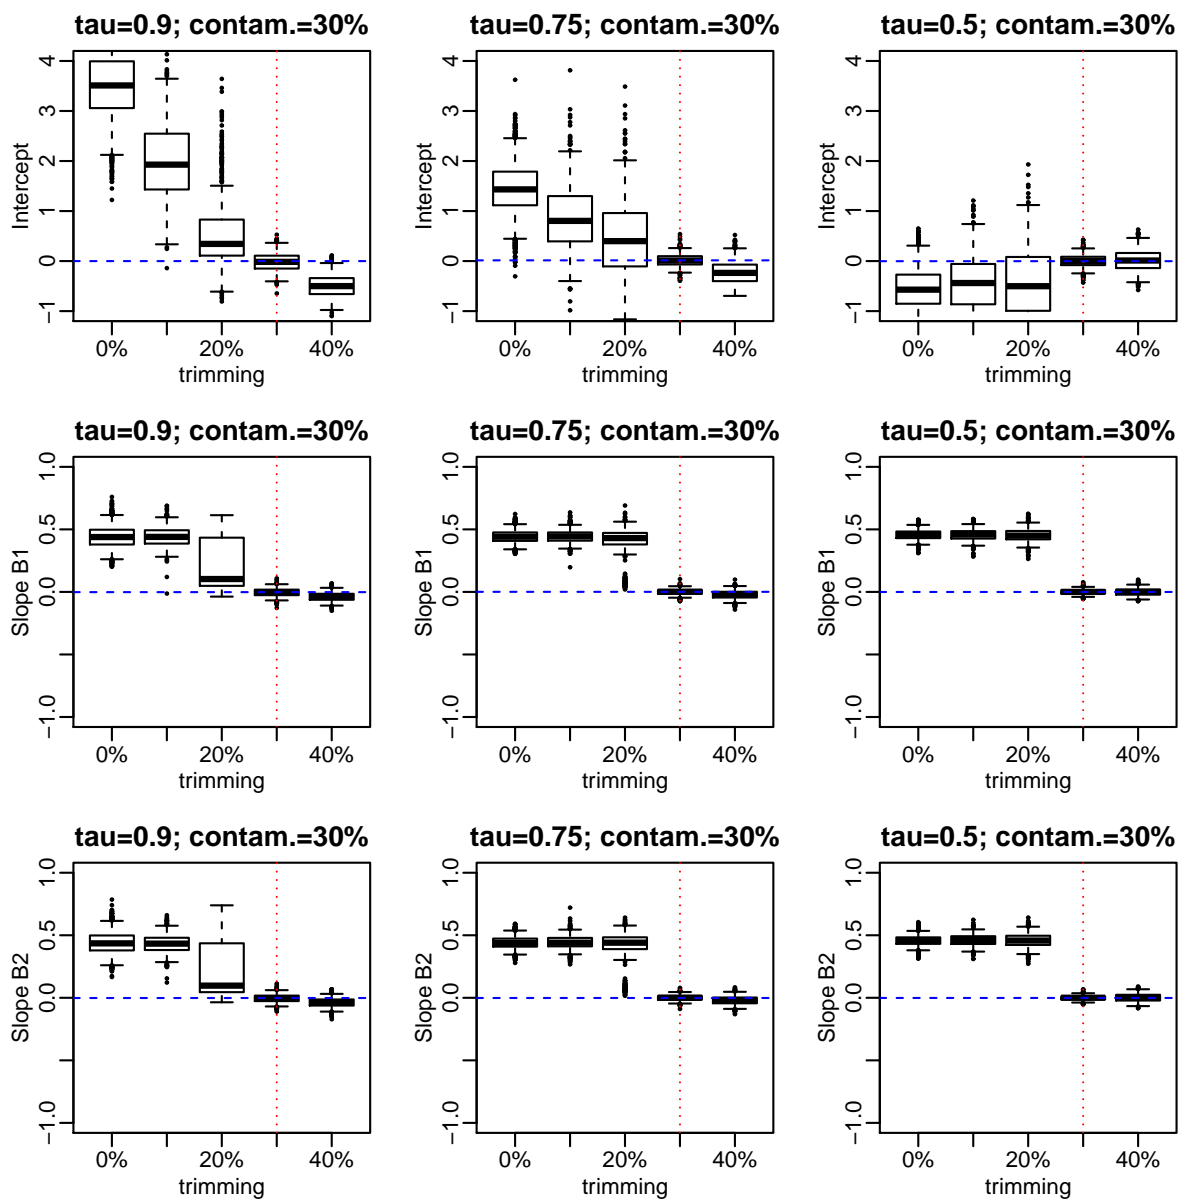 tau=0.9; contam.=30% tau=0.75; contam.=30% tau=0.5; contam.=30%
Intercept Intercept Intercept
4 4 4
3 3 3
2 2 2
1 1 1
0 0 0
−1 −1 −1
0% 20% 40% 0% 20% 40% 0% 20% 40%
trimming trimming trimming
tau=0.9; contam.=30% tau=0.75; contam.=30% tau=0.5; contam.=30%
Slope B1 Slope B1 Slope B1
1.0 1.0 1.0
0.5 0.5 0.5
0.0 0.0 0.0
−1.0 −1.0 −1.0
0% 20% 40% 0% 20% 40% 0% 20% 40%
trimming trimming trimming
tau=0.9; contam.=30% tau=0.75; contam.=30% tau=0.5; contam.=30%
Slope B2 Slope B2 Slope B2
1.0 1.0 1.0
0.5 0.5 0.5
0.0 0.0 0.0
−1.0 −1.0 −1.0
0% 20% 40% 0% 20% 40% 0% 20% 40%
trimming trimming trimming